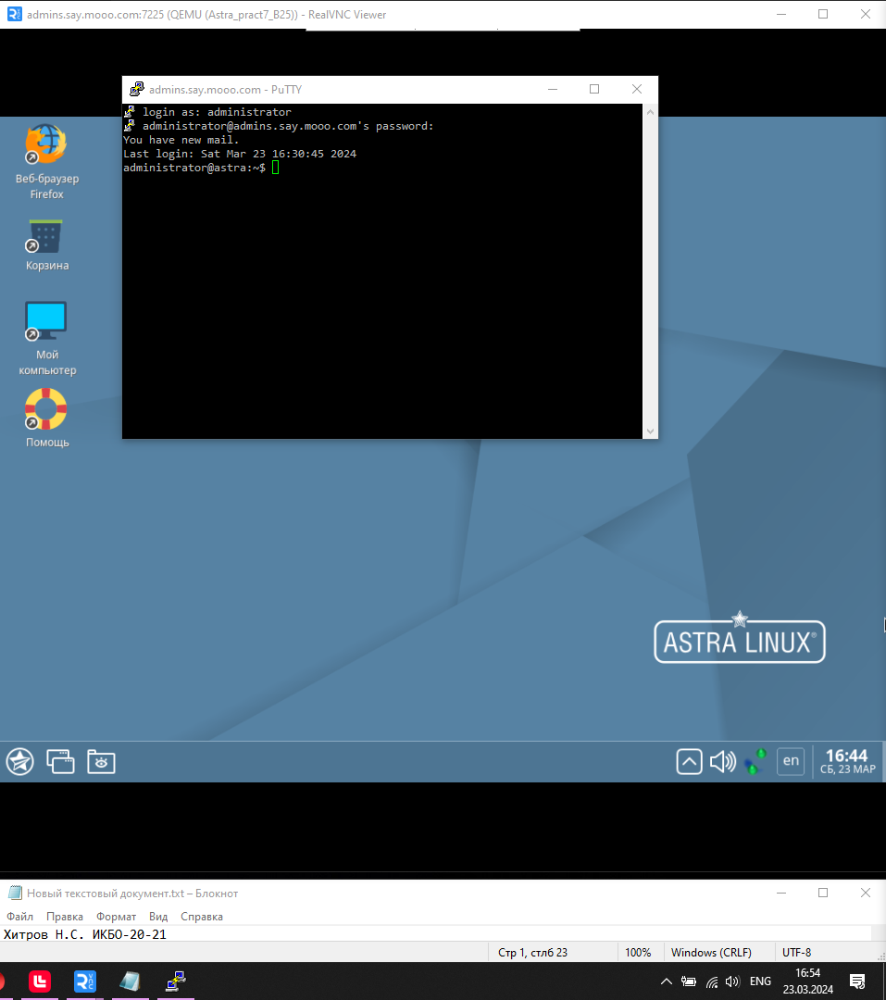 admins.say.mooo.com:7225 (QEMU (Astra_pract7_B25)) - RealVNC Viewer
admins.say.mooo.com - PuTTY
login as: administrator
administrator@admins.say.mooo.com's password:
You have new mail.
Last login: Sat Mar 23 16:30:45 2024
administrator@astra:~$
Веб-браузер
Firefox
Корзина
Мой
компьютер
Помощь
ASTRA LINUX®
en
16:44
СБ, 23 МАР
Новый текстовый документ.txt – Блокнот
Файл Правка Формат Вид Справка
Хитров Н.С. ИКБО-20-21
Стр 1, стлб 23 100% Windows (CRLF) UTF-8
ENG
16:54
23.03.2024